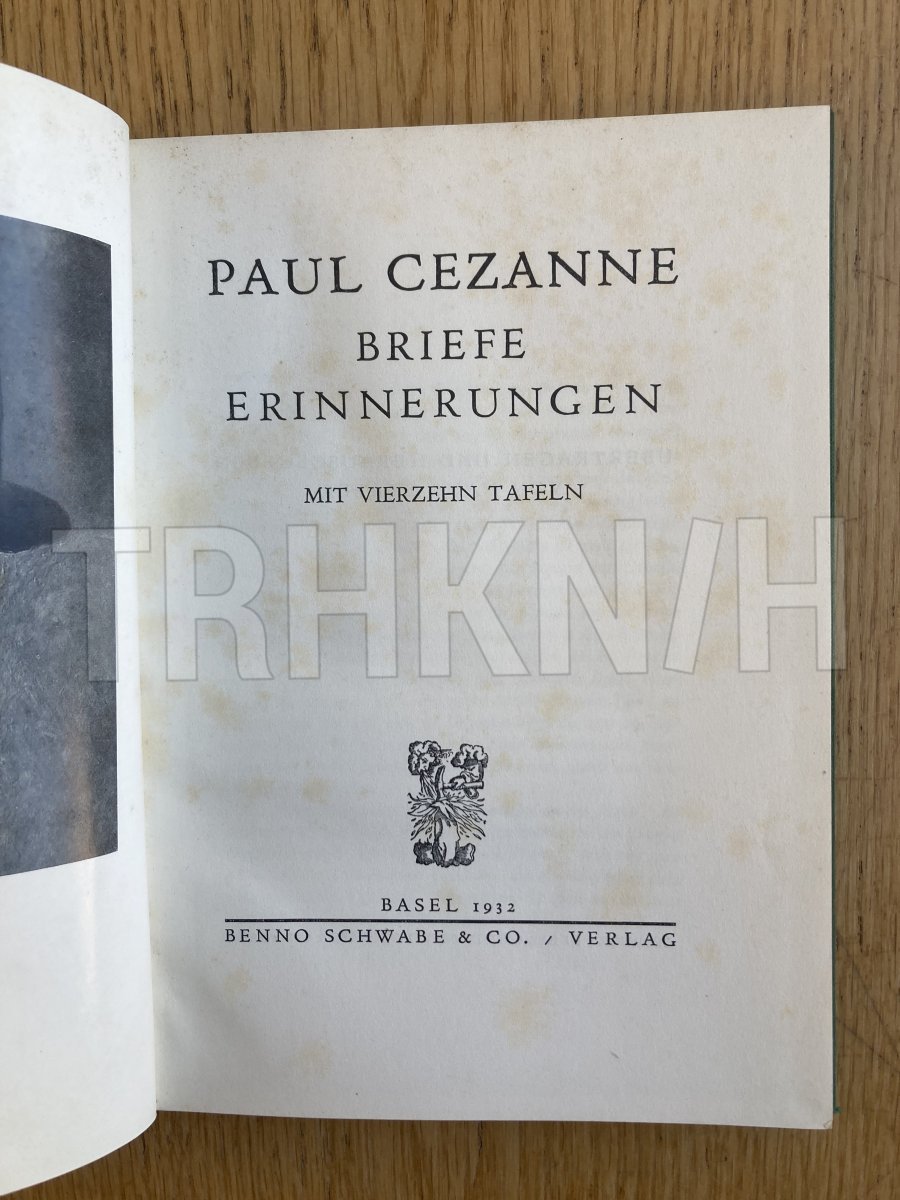 PAUL CEZANNE
BRIEFE
ERINNERUNGEN
MIT VIERZEHN TAFELN
TRHKN/H
BASEL 1932
BENNO SCHWABE & CO. / VERLAG